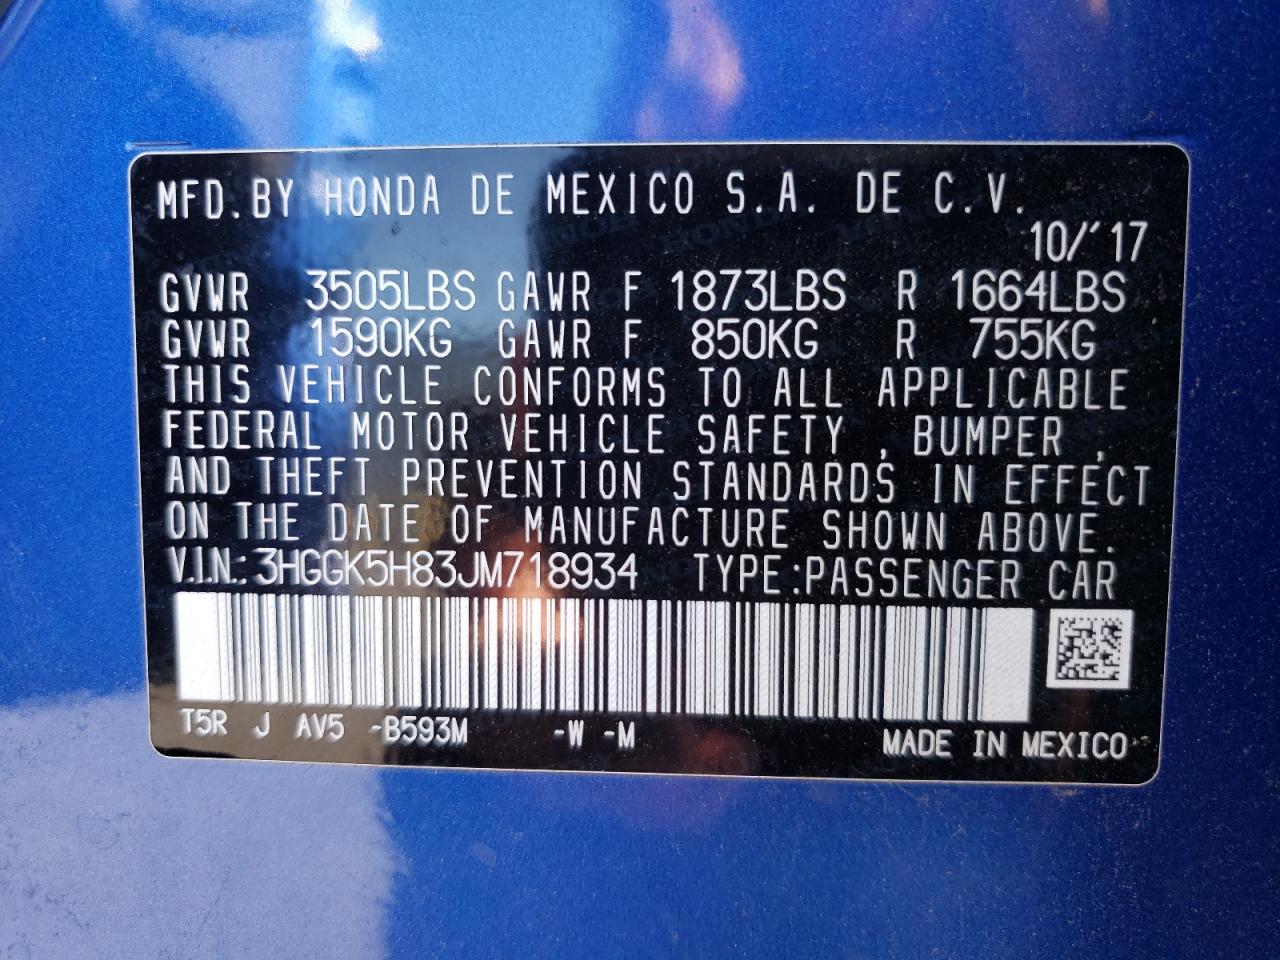 MFD.BY HONDA DE MEXICO S.A. DE C.V.
10/'17
GVWR 3505LBS GAWR F 1873LBS R 1664LBS
GVWR 1590KG GAWR F 850KG R 755KG
THIS VEHICLE CONFORMS TO ALL APPLICABLE
FEDERAL MOTOR VEHICLE SAFETY , BUMPER ,
AND THEFT PREVENTION STANDARDS IN EFFECT
ON THE DATE OF MANUFACTURE SHOWN ABOVE.
V.I.N.: 3HGGK5H83JM718934 TYPE:PASSENGER CAR
T5R J AV5 -B593M -W -M
MADE IN MEXICO